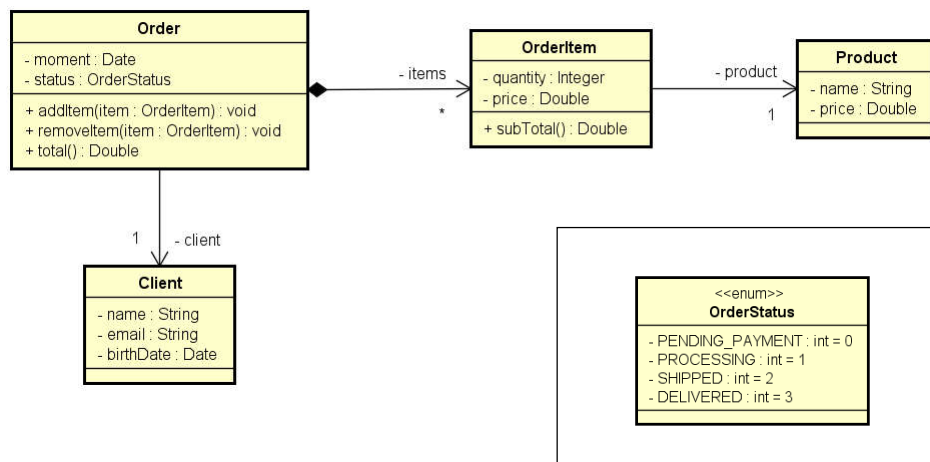 Order
- moment : Date
- status : OrderStatus
+ addItem(item : OrderItem) : void
+ removeItem(item : OrderItem) : void
+ total() : Double
- items
*
OrderItem
- quantity : Integer
- price : Double
+ subTotal() : Double
- product
1
Product
- name : String
- price : Double
1
- client
Client
- name : String
- email : String
- birthDate : Date
<<enum>>
OrderStatus
- PENDING_PAYMENT : int = 0
- PROCESSING : int = 1
- SHIPPED : int = 2
- DELIVERED : int = 3